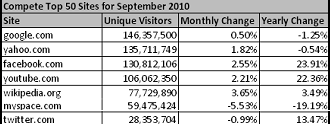 Compete Top 50 Sites for September 2010
Site Unique Visitors Monthly Change Yearly Change
google.com 146,357,500 0.50% -1.25%
yahoo.com 135,711,749 1.82% -0.54%
facebook.com 130,812,106 2.55% 23.91%
youtube.com 106,062,350 2.21% 22.36%
wikipedia.org 77,729,890 3.65% 3.49%
myspace.com 59,475,424 -5.53% -19.19%
twitter.com 28,353,704 -0.99% 13.47%